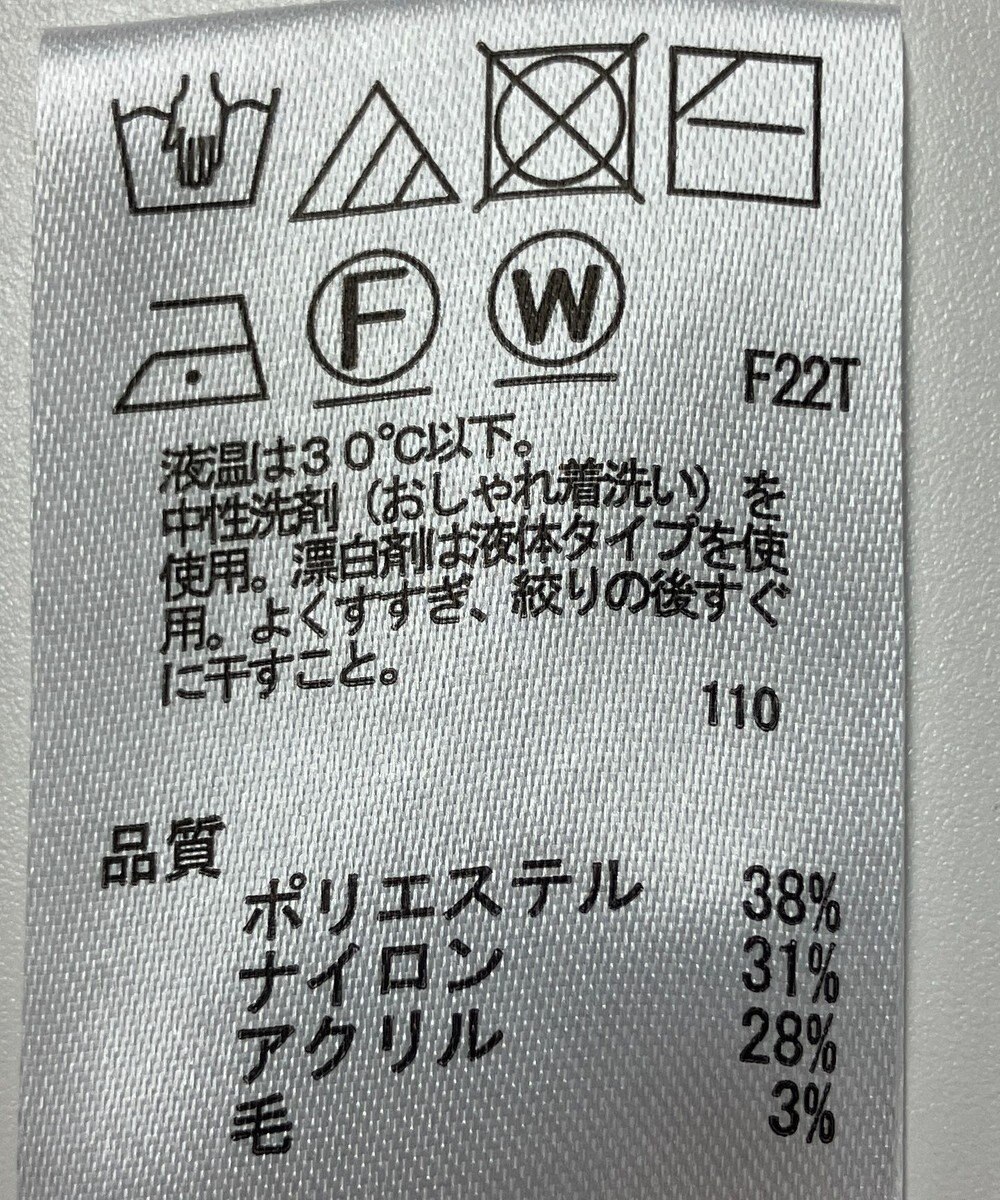 F W
F22T
液温は30℃以下。
中性洗剤(おしゃれ着洗い)を
使用。漂白剤は液体タイプを使
用。よくすすぎ、絞りの後すぐ
に干すこと。
110
品質
ポリエステル 38%
ナイロン 31%
アクリル 28%
毛 3%